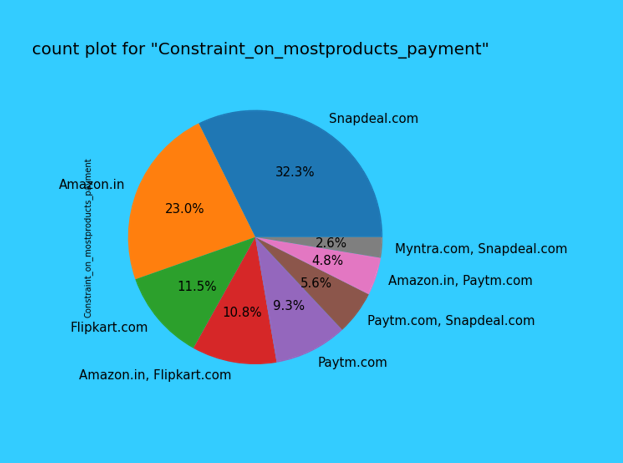 count plot for "Constraint_on_mostproducts_payment"
Snapdeal.com
32.3%
Amazon.in
23.0%
Constraint_on_mostproducts_payment
2.6%
Myntra.com, Snapdeal.com
4.8%
Amazon.in, Paytm.com
5.6%
11.5%
9.3%
10.8%
Paytm.com, Snapdeal.com
Flipkart.com
Paytm.com
Amazon.in, Flipkart.com